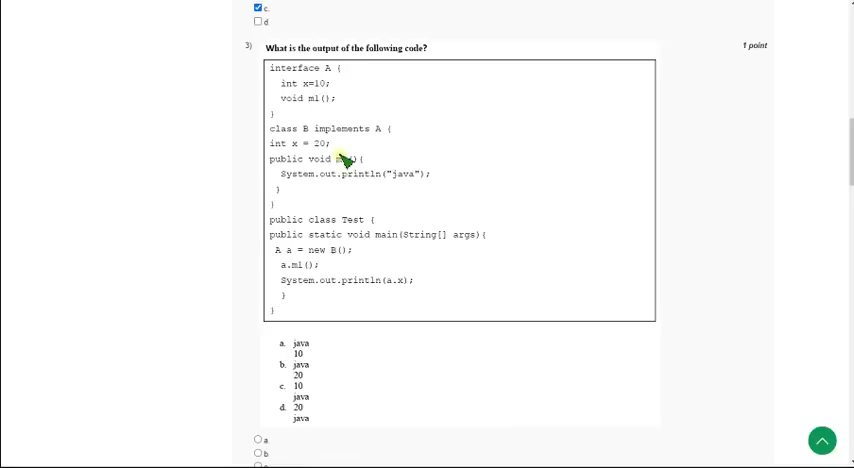 c.
d
3) What is the output of the following code? 1 point
interface A {
int x=10;
void m1();
}
class B implements A {
int x = 20;
public void (){
System.out.println("java");
}
}
public class Test {
public static void main(String[] args){
A a = new B();
a.m1();
System.out.println(a.x);
}
}
a. java
10
b. java
20
c. 10
java
d. 20
java
a.
b.